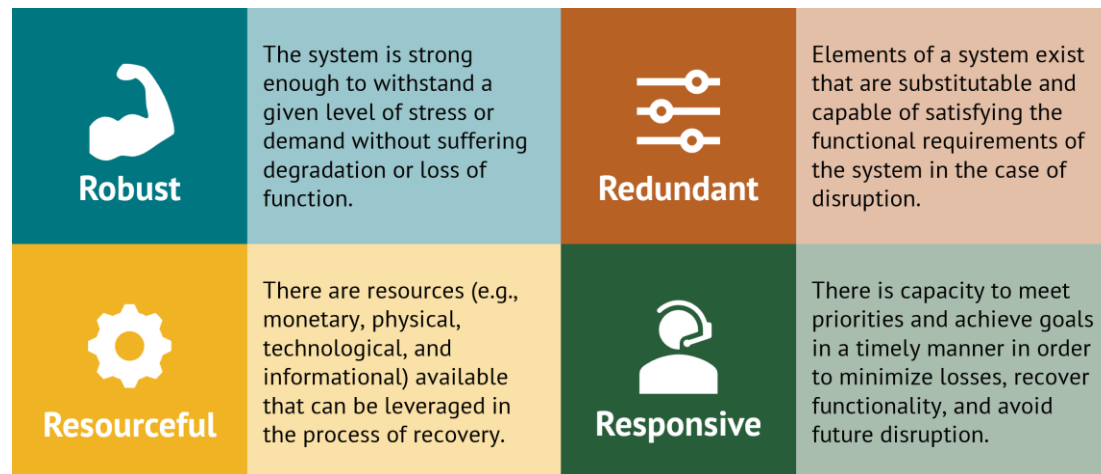 Robust
The system is strong
enough to withstand a
given level of stress or
demand without suffering
degradation or loss of
function.
Redundant
Elements of a system exist
that are substitutable and
capable of satisfying the
functional requirements of
the system in the case of
disruption.
Resourceful
There are resources (e.g.,
monetary, physical,
technological, and
informational) available
that can be leveraged in
the process of recovery.
Responsive
There is capacity to meet
priorities and achieve goals
in a timely manner in order
to minimize losses, recover
functionality, and avoid
future disruption.